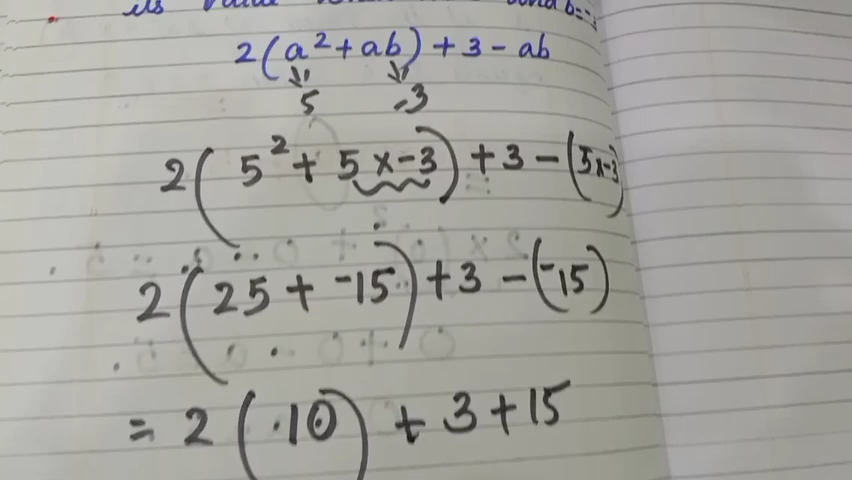 its
2(a² + ab) + 3 - ab
5 -3
2(5² + 5 x -3) + 3 - (5 x -3)
2(25 + -15) + 3 - (-15)
= 2(10) + 3 + 15